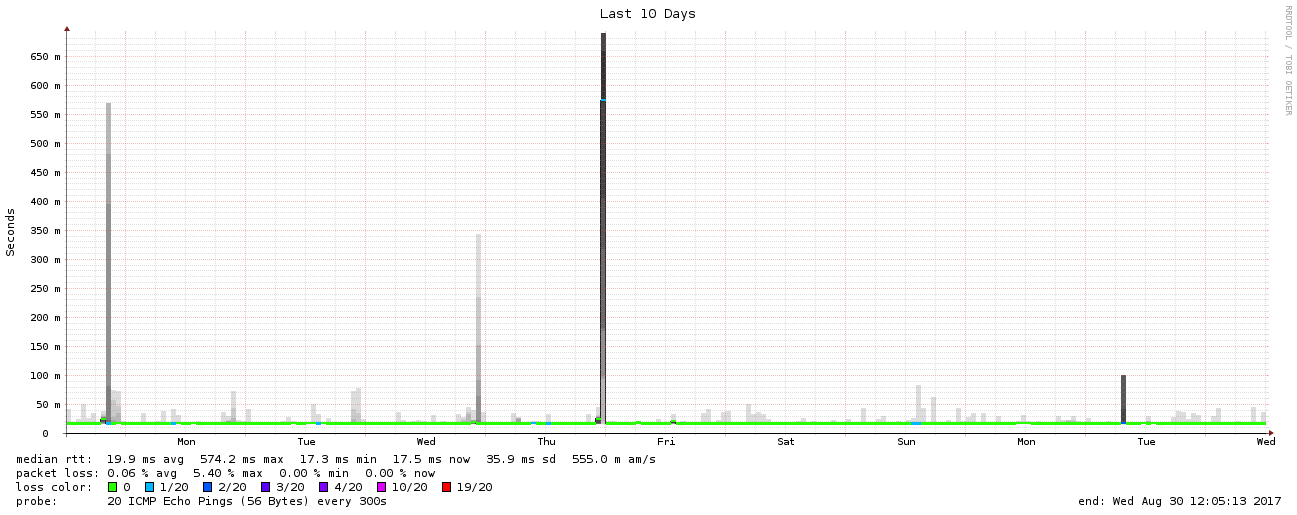 Last 10 Days
RRDTOOL / TOBI OETIKER
Seconds
650 m
600 m
550 m
500 m
450 m
400 m
350 m
300 m
250 m
200 m
150 m
100 m
50 m
0
Mon Tue Wed Thu Fri Sat Sun Mon Tue Wed
median rtt: 19.9 ms avg 574.2 ms max 17.3 ms min 17.5 ms now 35.9 ms sd 555.0 m am/s
packet loss: 0.06 % avg 5.40 % max 0.00 % min 0.00 % now
loss color: 0 1/20 2/20 3/20 4/20 10/20 19/20
probe: 20 ICMP Echo Pings (56 Bytes) every 300s end: Wed Aug 30 12:05:13 2017